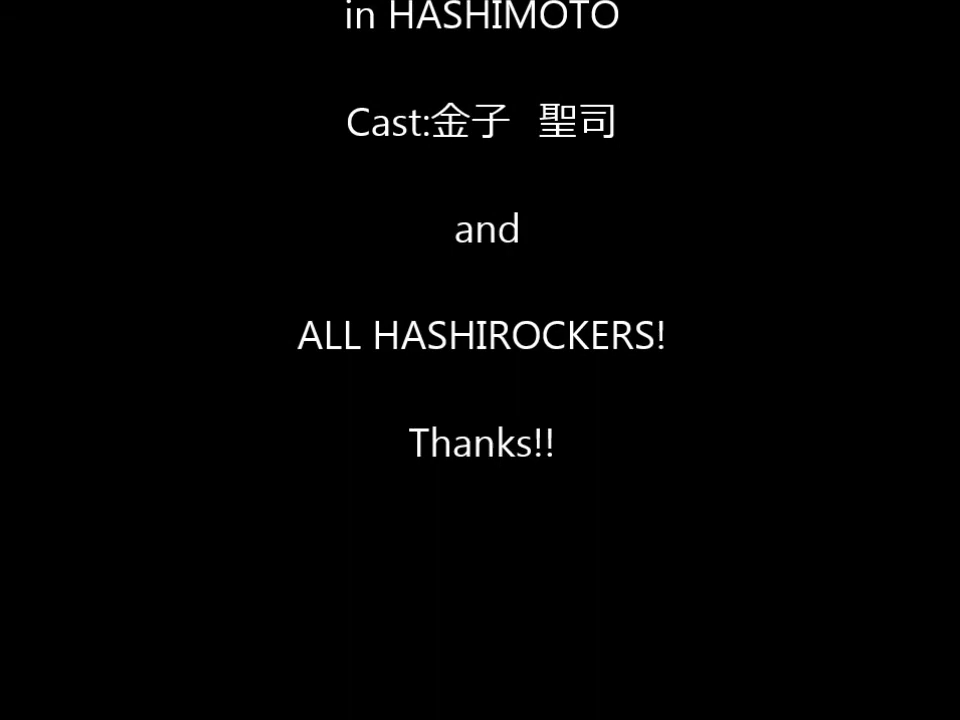 in HASHIMOTO
Cast:金子　聖司
and
ALL HASHIROCKERS!
Thanks!!